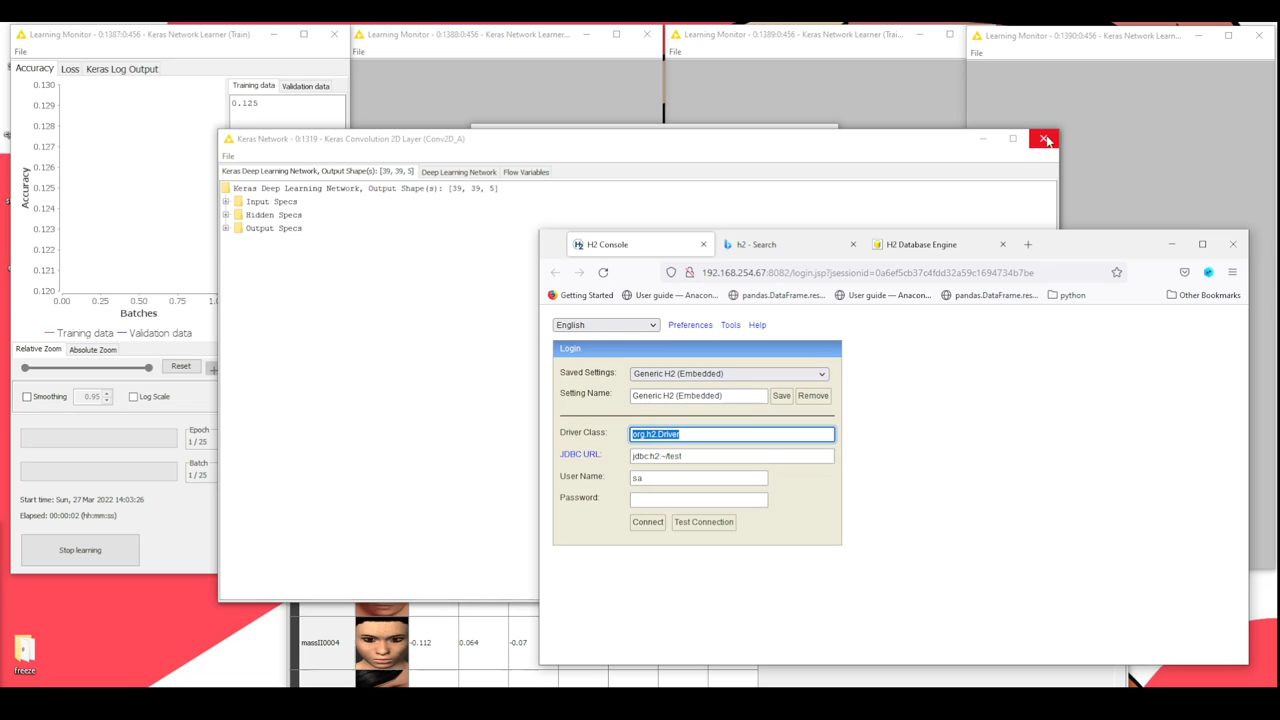 Learning Monitor - 0:1387:0:456 - Keras Network Learner (Train)
File
Accuracy
Loss
Keras Log Output
0.130
0.129
0.128
0.127
0.126
0.125
0.124
0.123
0.122
0.121
0.120
Accuracy
0.00
0.25
0.50
0.75
Batches
Training data
Validation data
Training data
Validation data
0.125
Relative Zoom
Absolute Zoom
Reset
Smoothing
0.95
Log Scale
Epoch
1 / 25
Batch
1 / 25
Start time: Sun, 27 Mar 2022 14:03:26
Elapsed: 00:00:02 (hh:mm:ss)
Stop learning
Learning Monitor - 0:1388:0:456 - Keras Network Learner...
File
Learning Monitor - 0:1389:0:456 - Keras Network Learner (Trai...
File
Learning Monitor - 0:1390:0:456 - Keras Network Learn...
File
Keras Network - 0:1319 - Keras Convolution 2D Layer (Conv2D_A)
File
Keras Deep Learning Network, Output Shape(s): [39, 39, 5]
Deep Learning Network
Flow Variables
Keras Deep Learning Network, Output Shape(s): [39, 39, 5]
Input Specs
Hidden Specs
Output Specs
H2 Console
h2 - Search
H2 Database Engine
192.168.254.67:8082/login.jsp?jsessionid=0a6ef5cb37c4fdd32a59c1694734b7be
Getting Started
User guide — Anacon...
pandas.DataFrame.res...
User guide — Anacon...
pandas.DataFrame.res...
python
Other Bookmarks
English
Preferences
Tools
Help
Login
Saved Settings:
Generic H2 (Embedded)
Setting Name:
Generic H2 (Embedded)
Save
Remove
Driver Class:
org.h2.Driver
JDBC URL:
jdbc:h2:~/test
User Name:
sa
Password:
Connect
Test Connection
massII0004
-0.112
0.064
-0.07
freeze